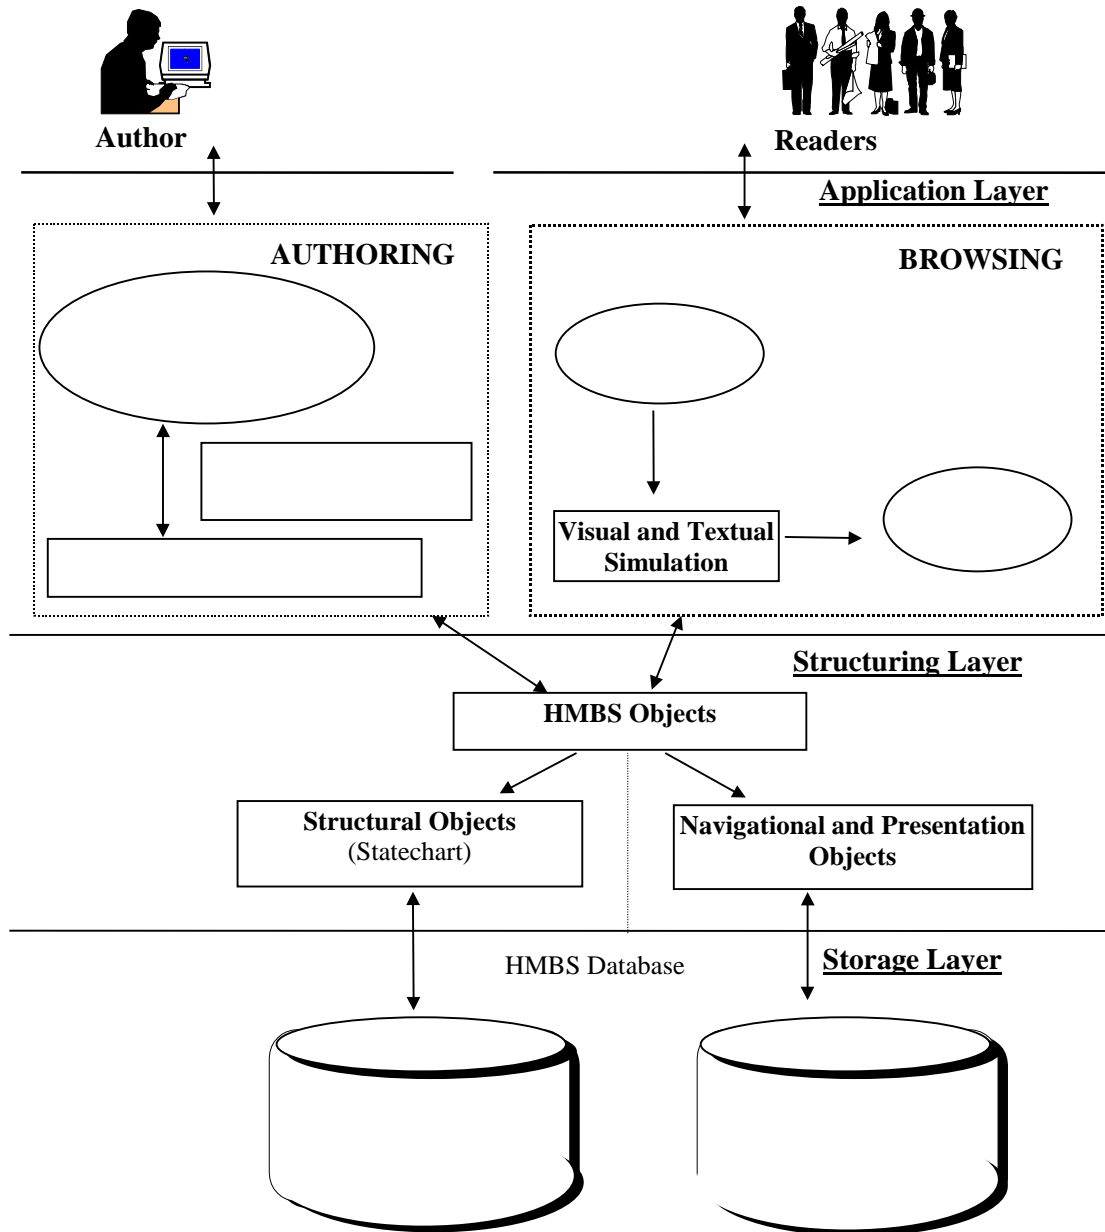 Author
Readers
Application Layer
AUTHORING
BROWSING
Visual and Textual
Simulation
Structuring Layer
HMBS Objects
Structural Objects
(Statechart)
Navigational and Presentation
Objects
HMBS Database
Storage Layer